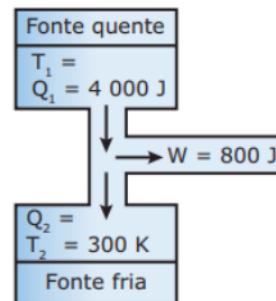 Fonte quente
T₁ =
Q₁ = 4 000 J
W = 800 J
Q₂ =
T₂ = 300 K
Fonte fria